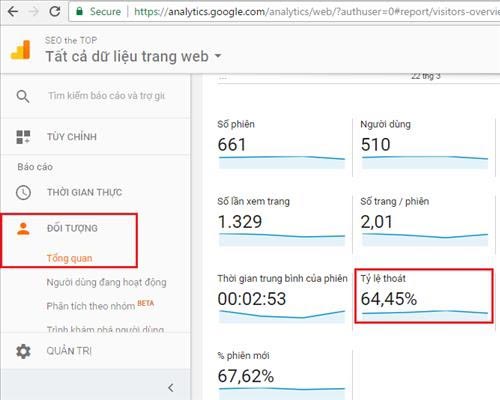 Secure https://analytics.google.com/analytics/web/?authuser=0#report/visitors-overvie
SEO the TOP
Tất cả dữ liệu trang web
Tìm kiếm báo cáo và trợ giú
TÙY CHỈNH
Báo cáo
THỜI GIAN THỰC
ĐỐI TƯỢNG
Tổng quan
Người dùng đang hoạt động
Phân tích theo nhóm BETA
Trình khám phá người dùng
QUẢN TRỊ
...
22 thg 3
Số phiên
661
Người dùng
510
Số lần xem trang
1.329
Số trang / phiên
2,01
Thời gian trung bình của phiên
00:02:53
Tỷ lệ thoát
64,45%
% phiên mới
67,62%